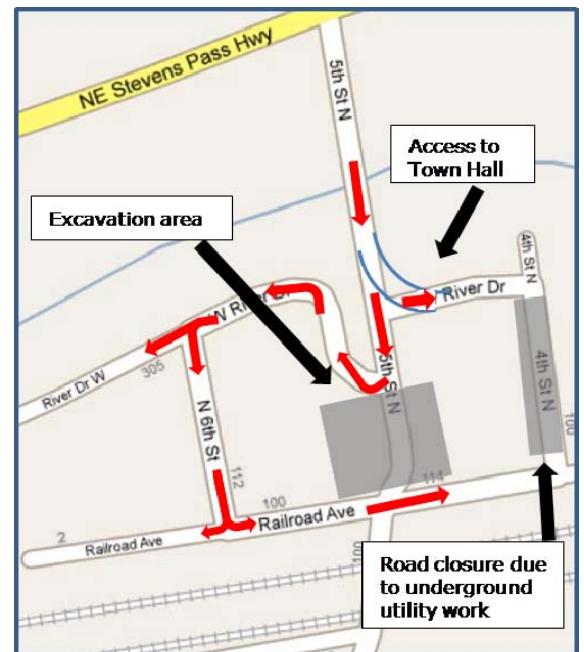 NE Stevens Pass Hwy
5th St N
Access to
Town Hall
Excavation area
4th St N
River Dr
W River Dr
305
River Dr W
5th St N
4th St N
100
N 6th St
112
114
100
Railroad Ave
2
Railroad Ave
100
Road closure due
to underground
utility work